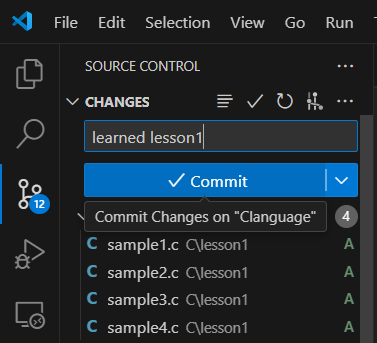 File Edit Selection View Go Run
SOURCE CONTROL
CHANGES
learned lesson1
Commit
Commit Changes on "Clanguage"
4
sample1.c C\lesson1 A
12
sample2.c C\lesson1 A
sample3.c C\lesson1 A
sample4.c C\lesson1 A